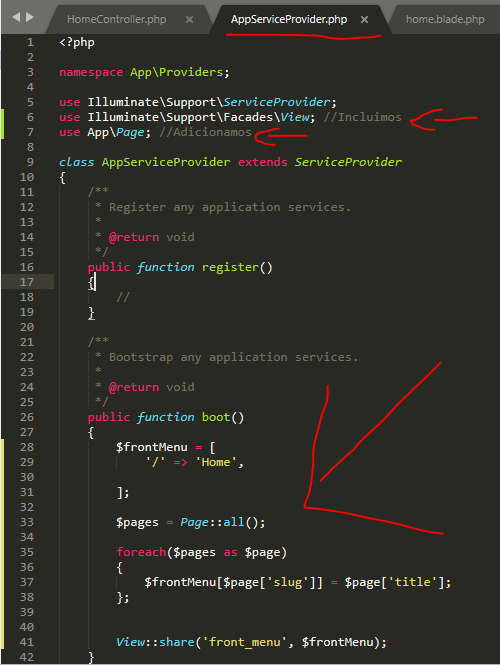 HomeController.php × AppServiceProvider.php × home.blade.php
1 <?php
2
3 namespace App\Providers;
4
5 use Illuminate\Support\ServiceProvider;
6 use Illuminate\Support\Facades\View; //Incluimos
7 use App\Page; //Adicionamos
8
9 class AppServiceProvider extends ServiceProvider
10 {
11 /**
12 * Register any application services.
13 *
14 * @return void
15 */
16 public function register()
17 {
18 //
19 }
20
21 /**
22 * Bootstrap any application services.
23 *
24 * @return void
25 */
26 public function boot()
27 {
28 $frontMenu = [
29 '/' => 'Home',
30
31 ];
32
33 $pages = Page::all();
34
35 foreach($pages as $page)
36 {
37 $frontMenu[$page['slug']] = $page['title'];
38 };
39
40
41 View::share('front_menu', $frontMenu);
42 }